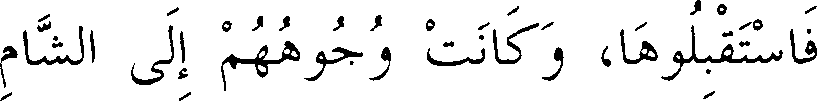 فَاسْتَقْبِلُوهَا، وَكَانَتْ وُجُوهُهُمْ إِلَى الشَّامِ